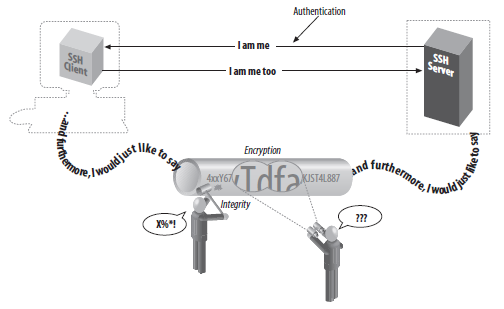 Authentication
I am me
I am me too
SSH
Client
SSH
Server
...and furthermore, I would just like to say
Encryption
4xxY67
yTdfa
KJST4L887
and furthermore, I would just like to say
Integrity
X%*!
???